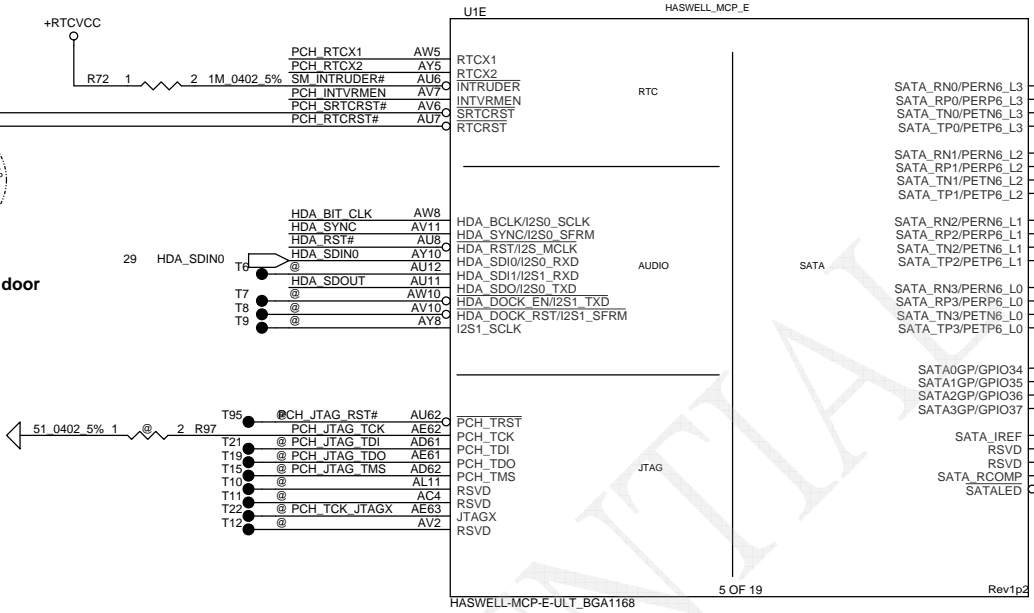 U1E HASWELL_MCP_E
+RTCVCC
PCH_RTCX1 AW5 RTCX1
PCH_RTCX2 AY5 RTCX2
R72 1 2 1M_0402_5% SM_INTRUDER# AU6 INTRUDER RTC SATA_RN0/PERN6_L3
PCH_INTVRMEN AV7 INTVRMEN SATA_RP0/PERP6_L3
PCH_SRTCRST# AV6 SRTCRST SATA_TN0/PETN6_L3
PCH_RTCRST# AU7 RTCRST SATA_TP0/PETP6_L3
SATA_RN1/PERN6_L2
SATA_RP1/PERP6_L2
SATA_TN1/PETN6_L2
SATA_TP1/PETP6_L2
HDA_BIT_CLK AW8 HDA_BCLK/I2S0_SCLK SATA_RN2/PERN6_L1
HDA_SYNC AV11 HDA_SYNC/I2S0_SFRM SATA_RP2/PERP6_L1
HDA_RST# AU8 HDA_RST/I2S_MCLK SATA_TN2/PETN6_L1
29 HDA_SDIN0 HDA_SDIN0 AY10 HDA_SDI0/I2S0_RXD AUDIO SATA SATA_TP2/PETP6_L1
T6 @ AU12 HDA_SDI1/I2S1_RXD
door HDA_SDOUT AU11 HDA_SDO/I2S0_TXD SATA_RN3/PERN6_L0
T7 @ AW10 HDA_DOCK_EN/I2S1_TXD SATA_RP3/PERP6_L0
T8 @ AV10 HDA_DOCK_RST/I2S1_SFRM SATA_TN3/PETN6_L0
T9 @ AY8 I2S1_SCLK SATA_TP3/PETP6_L0
SATA0GP/GPIO34
SATA1GP/GPIO35
SATA2GP/GPIO36
SATA3GP/GPIO37
T95 @ PCH_JTAG_RST# AU62 PCH_TRST
51_0402_5% 1 @ 2 R97 PCH_JTAG_TCK AE62 PCH_TCK SATA_IREF
T21 @ PCH_JTAG_TDI AD61 PCH_TDI RSVD
T19 @ PCH_JTAG_TDO AE61 PCH_TDO RSVD
T15 @ PCH_JTAG_TMS AD62 PCH_TMS JTAG SATA_RCOMP
T10 @ AL11 RSVD SATALED
T11 @ AC4 RSVD
T22 @ PCH_TCK_JTAGX AE63 JTAGX
T12 @ AV2 RSVD
5 OF 19 Rev1p2
HASWELL-MCP-E-ULT_BGA1168